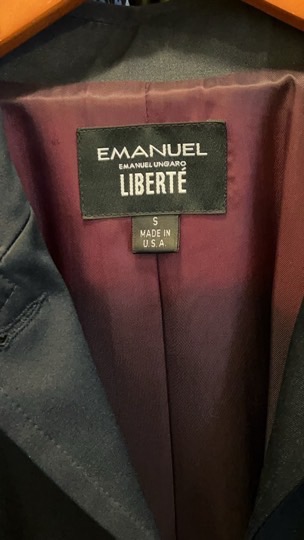 EMANUEL
EMANUEL UNGARO
LIBERTÉ
S
MADE IN
U.S.A.